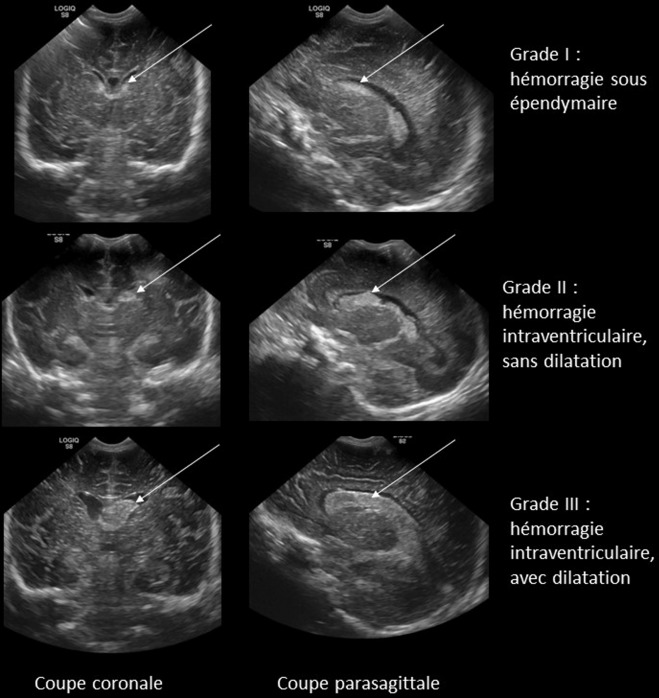 LOGIQ
S8
LOGIQ
S8
Grade I :
hémorragie sous
épendymaire
S8
S8
Grade II :
hémorragie
intraventriculaire,
sans dilatation
LOGIQ
S8
Grade III :
hémorragie
intraventriculaire,
avec dilatation
Coupe coronale
Coupe parasagittale